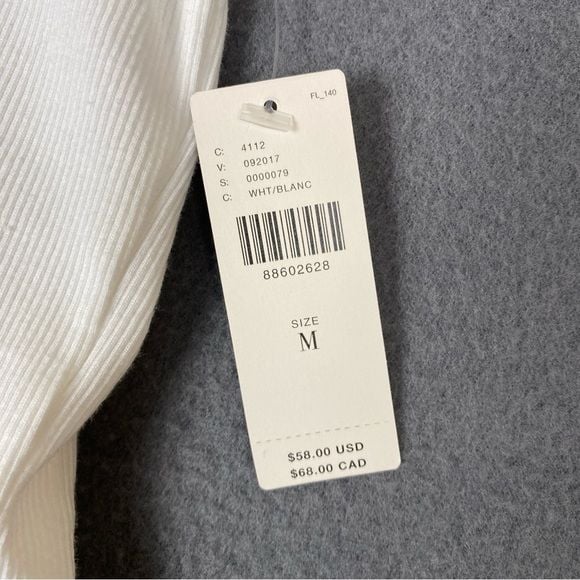 FL_140
C: 4112
V: 092017
S: 0000079
C: WHT/BLANC
88602628
SIZE
M
$58.00 USD
$68.00 CAD